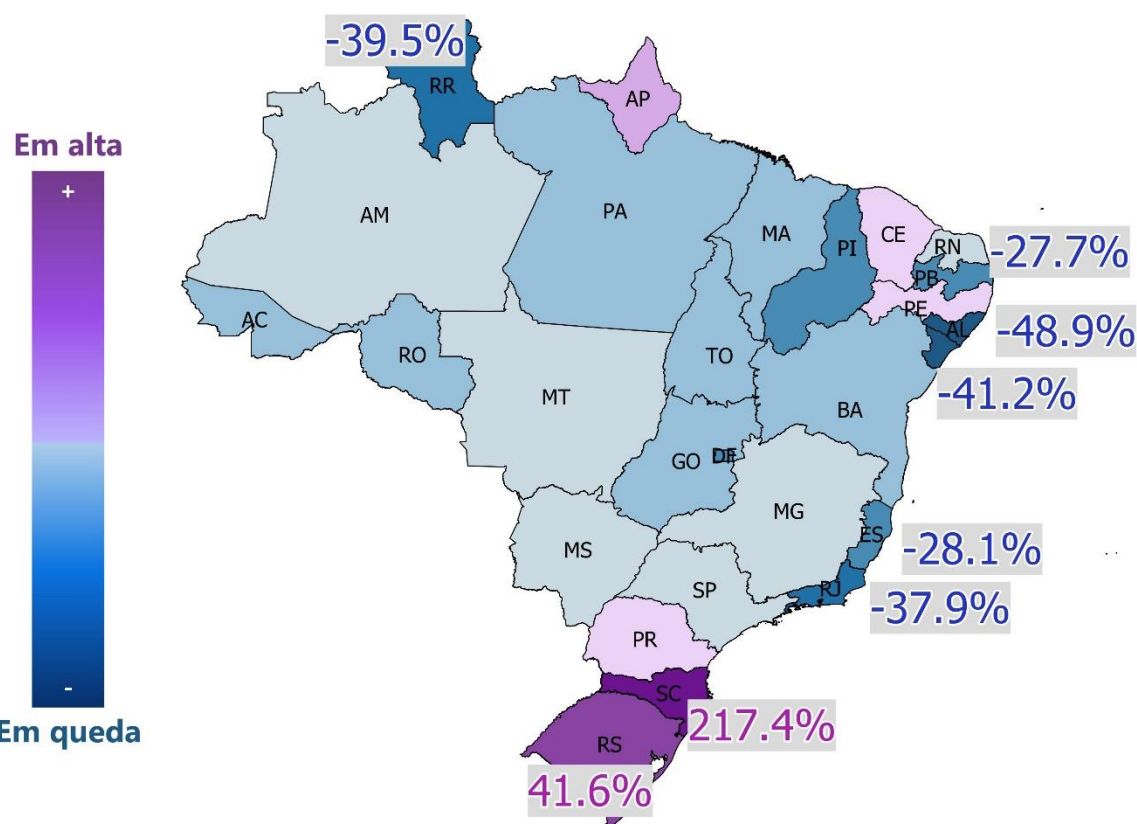 -39.5%
RR
AP
Em alta
+
AM
PA
MA
PI
CE
RN
-27.7%
PB
PE
AC
RO
TO
AL
-48.9%
MT
BA
-41.2%
GO
DF
MG
MS
ES
-28.1%
SP
RJ
-37.9%
PR
-
SC
Em queda
217.4%
RS
41.6%